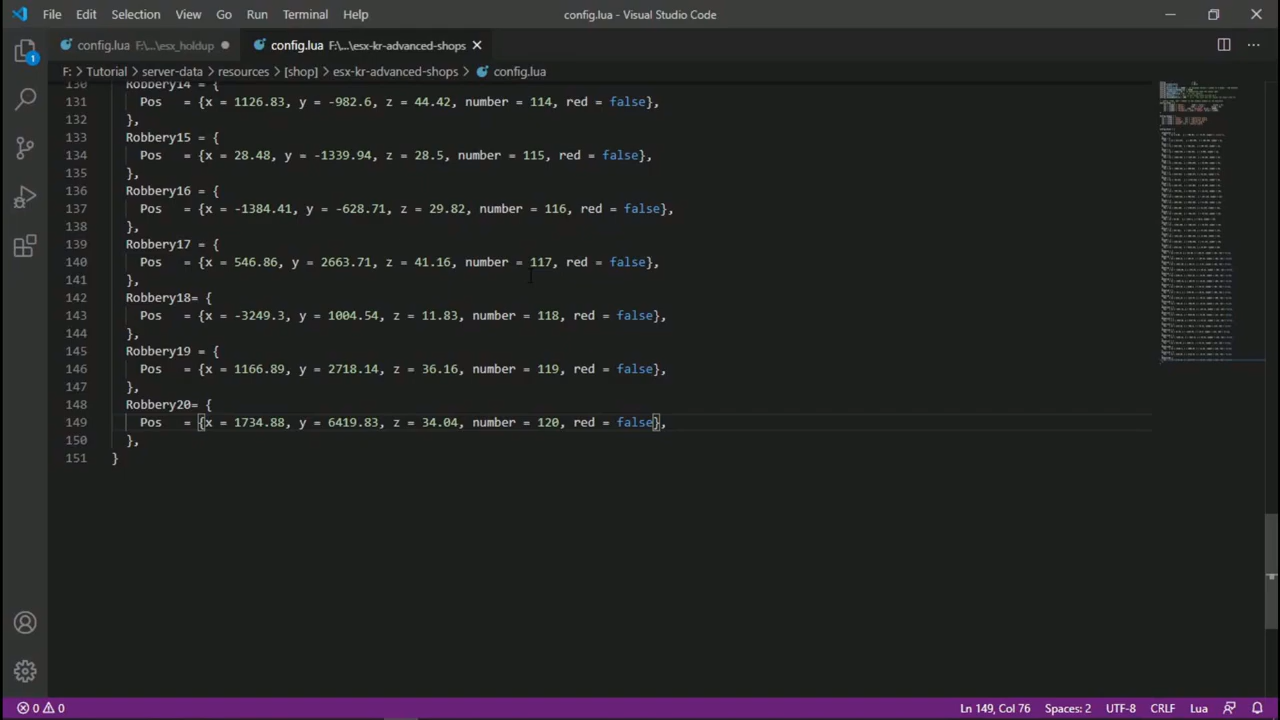 File Edit Selection View Go Run Terminal Help config.lua - Visual Studio Code
config.lua F:\...\esx_holdup config.lua F:\...\esx-kr-advanced-shops
F: > Tutorial > server-data > resources > [shop] > esx-kr-advanced-shops > config.lua
1
130 Robbery14 = {
131 Pos = {x = 1126.83, y = -982.6, z = 44.42, number = 114, red = false},
132 },
133 Robbery15 = {
134 Pos = {x = 28.48, y = -1339.94, z = 28.5, number = 115, red = false},
135 },
136 Robbery16 = {
137 Pos = {x = -1384.41, y = -628.71, z = 29.82, number = 116, red = false},
138 },
139 Robbery17 = {
140 Pos = {x = 546.86, y = 2663.71, z = 41.16, number = 117, red = false},
141 },
142 Robbery18= {
143 Pos = {x = -3249.3, y = 1004.54, z = 11.83, number = 118, red = false},
144 },
145 Robbery19 = {
146 Pos = {x = 1166.89, y = 2718.14, z = 36.16, number = 119, red = false},
147 },
148 Robbery20= {
149 Pos = {x = 1734.88, y = 6419.83, z = 34.04, number = 120, red = false},
150 },
151 }
0 0 Ln 149, Col 76 Spaces: 2 UTF-8 CRLF Lua